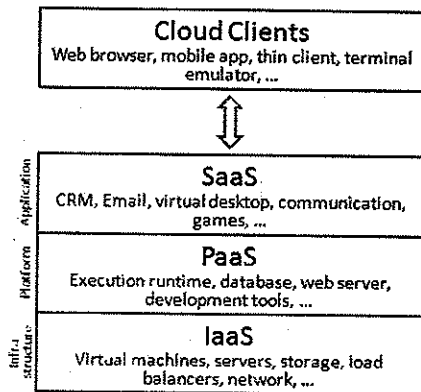 Cloud Clients
Web browser, mobile app, thin client, terminal
emulator, ...
Application
SaaS
CRM, Email, virtual desktop, communication,
games, ...
Platform
PaaS
Execution runtime, database, web server,
development tools, ...
Infra
structure
IaaS
Virtual machines, servers, storage, load
balancers, network, ...